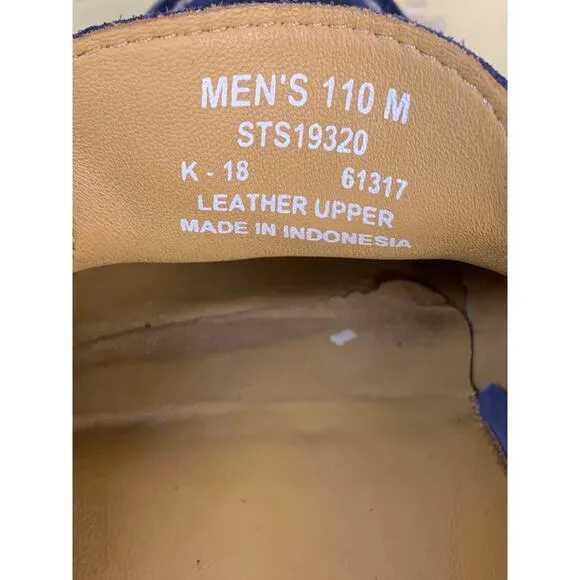 MEN'S 110 M
STS19320
K - 18 61317
LEATHER UPPER
MADE IN INDONESIA